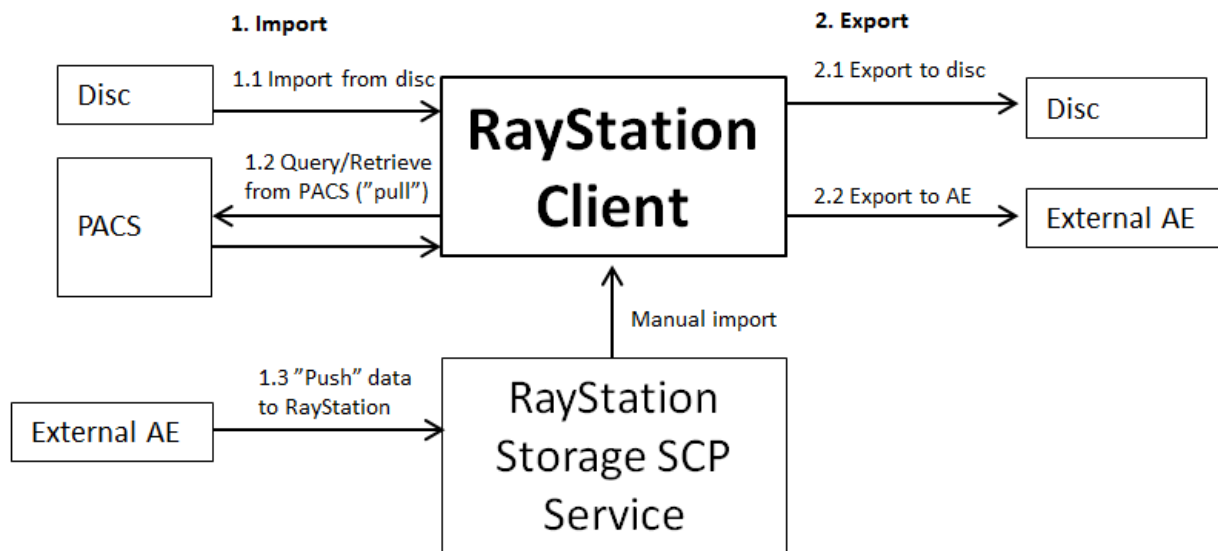 1. Import
2. Export
1.1 Import from disc
2.1 Export to disc
Disc
RayStation
Client
Disc
1.2 Query/Retrieve
from PACS (”pull”)
PACS
2.2 Export to AE
External AE
Manual import
1.3 ”Push” data
to RayStation
External AE
RayStation
Storage SCP
Service